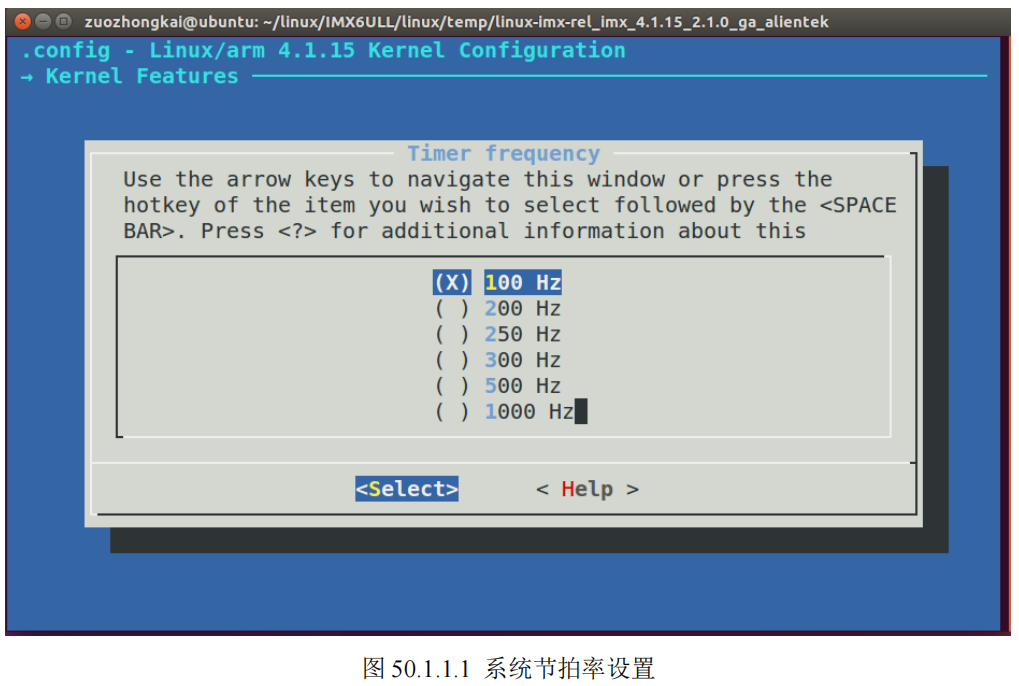 zuozhongkai@ubuntu: ~/linux/IMX6ULL/linux/temp/linux-imx-rel_imx_4.1.15_2.1.0_ga_alientek
.config - Linux/arm 4.1.15 Kernel Configuration
→ Kernel Features
Timer frequency
Use the arrow keys to navigate this window or press the
hotkey of the item you wish to select followed by the <SPACE
BAR>. Press <?> for additional information about this
(X) 100 Hz
( ) 200 Hz
( ) 250 Hz
( ) 300 Hz
( ) 500 Hz
( ) 1000 Hz
<Select> < Help >
图 50.1.1.1 系统节拍率设置